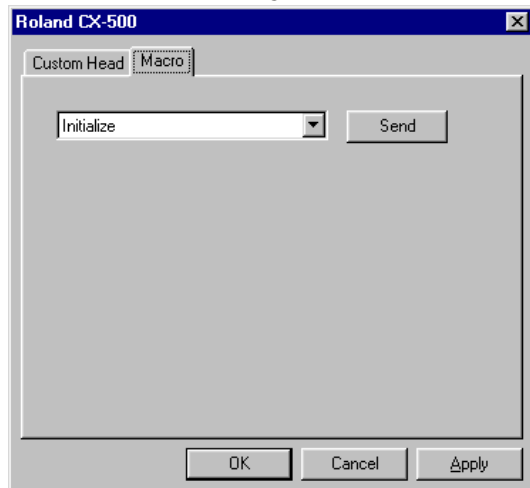 Roland CX-500
Custom Head Macro
Initialize Send
OK Cancel Apply